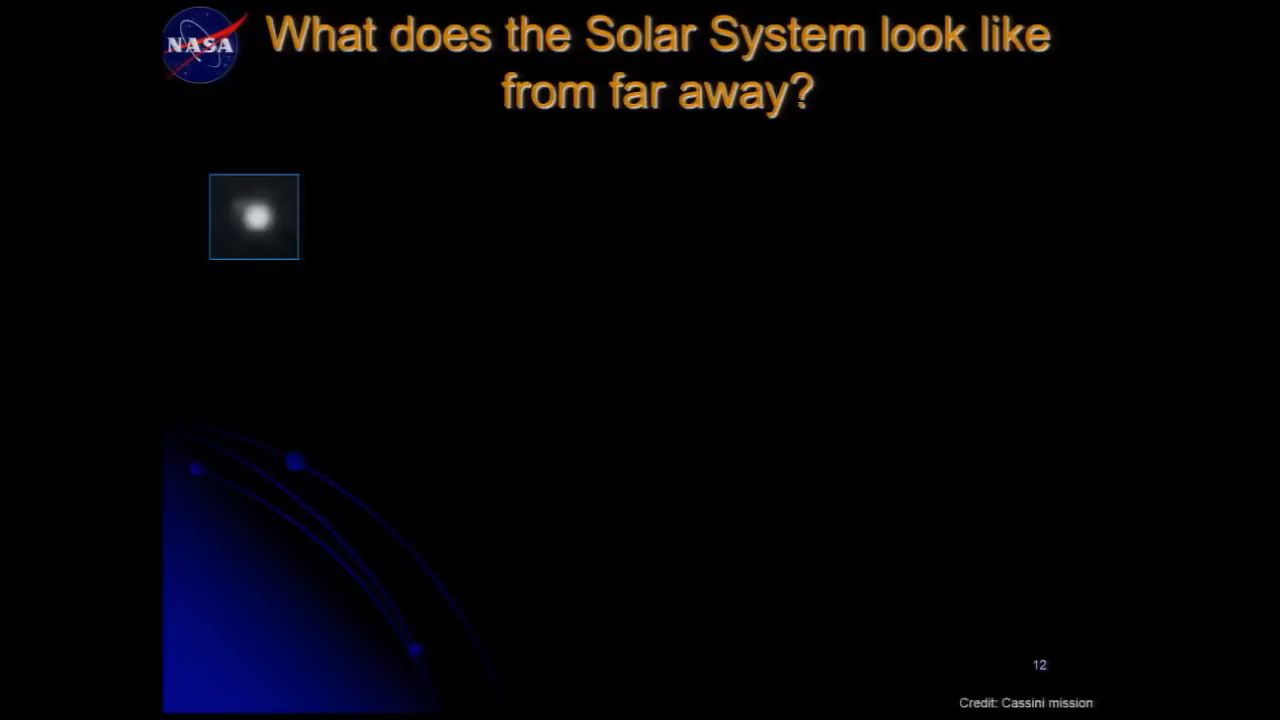 NASA
What does the Solar System look like
from far away?
12
Credit: Cassini mission